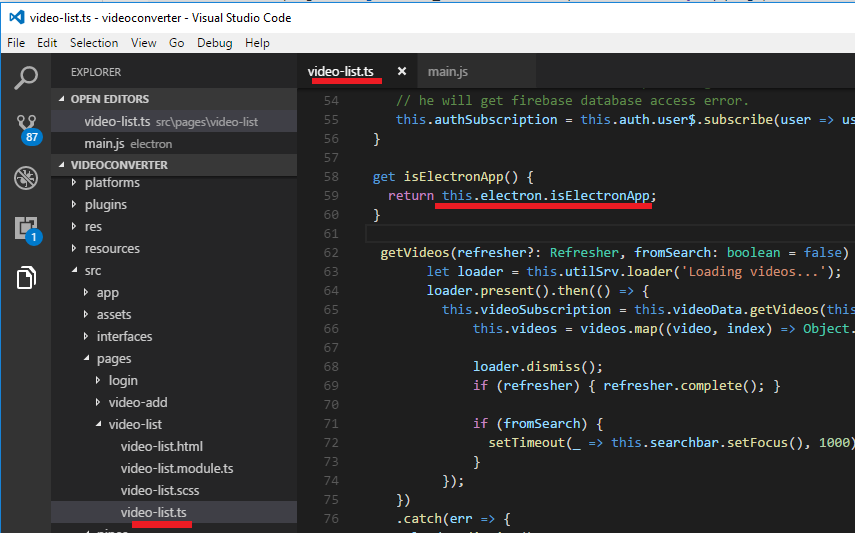 video-list.ts - videoconverter - Visual Studio Code
File Edit Selection View Go Debug Help
EXPLORER
OPEN EDITORS
video-list.ts src\pages\video-list
main.js electron
VIDEOCONVERTER
platforms
plugins
res
resources
src
app
assets
interfaces
pages
login
video-add
video-list
video-list.html
video-list.module.ts
video-list.scss
video-list.ts
87
1
video-list.ts × main.js
54 // he will get firebase database access error.
55 this.authSubscription = this.auth.user$.subscribe(user => us
56 }
57
58 get isElectronApp() {
59 return this.electron.isElectronApp;
60 }
61
62 getVideos(refresher?: Refresher, fromSearch: boolean = false)
63 let loader = this.utilSrv.loader('Loading videos...');
64 loader.present().then(() => {
65 this.videoSubscription = this.videoData.getVideos(this
66 this.videos = videos.map((video, index) => Object.
67
68 loader.dismiss();
69 if (refresher) { refresher.complete(); }
70
71 if (fromSearch) {
72 setTimeout(_ => this.searchbar.setFocus(), 1000)
73 }
74 });
75 })
76 .catch(err => {